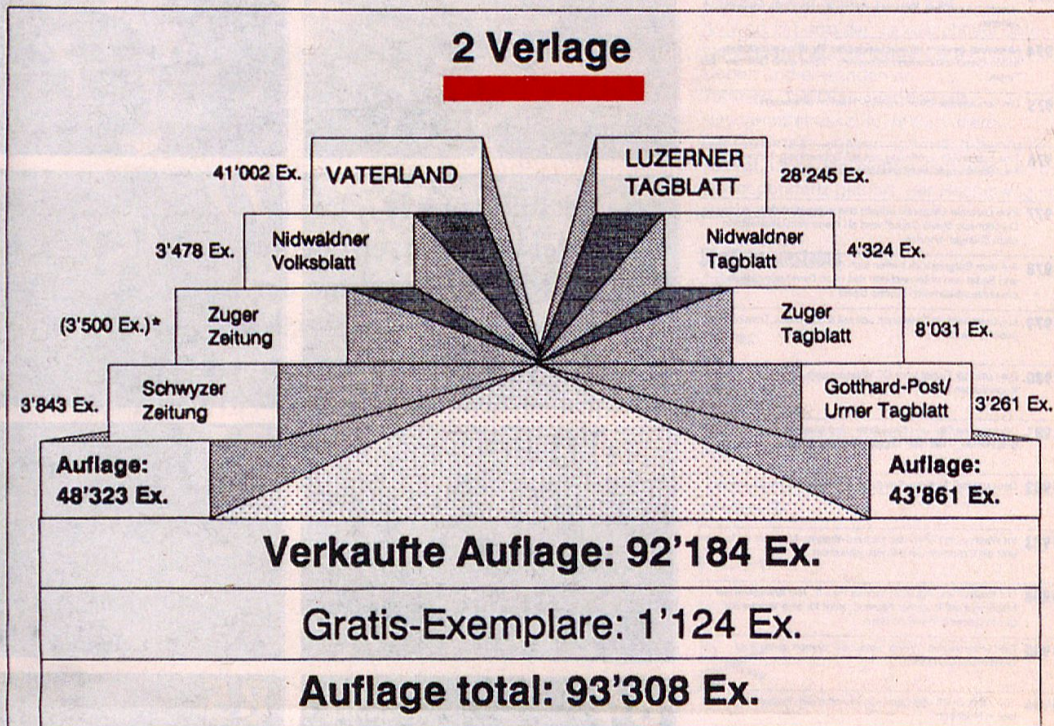 2 Verlage
41'002 Ex. VATERLAND
LUZERNER
TAGBLATT
28'245 Ex.
3'478 Ex.
Nidwaldner
Volksblatt
Nidwaldner
Tagblatt
4'324 Ex.
(3'500 Ex.)*
Zuger
Zeitung
Zuger
Tagblatt
8'031 Ex.
3'843 Ex.
Schwyzer
Zeitung
Gotthard-Post/
Urner Tagblatt
3'261 Ex.
Auflage:
48'323 Ex.
Auflage:
43'861 Ex.
Verkaufte Auflage: 92'184 Ex.
Gratis-Exemplare: 1'124 Ex.
Auflage total: 93'308 Ex.